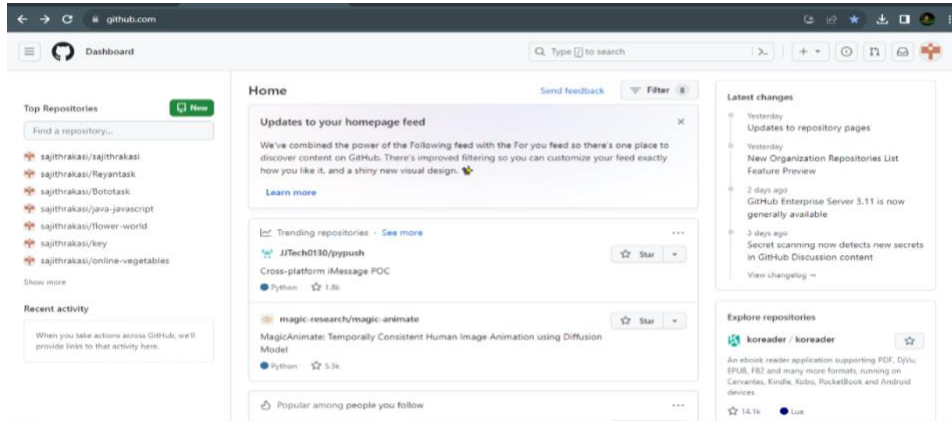 github.com
Dashboard
Type / to search
Top Repositories
New
Find a repository...
sajithrakasi/sajithrakasi
sajithrakasi/Reyantask
sajithrakasi/Bototask
sajithrakasi/java-javascript
sajithrakasi/flower-world
sajithrakasi/key
sajithrakasi/online-vegetables
Show more
Recent activity
When you take actions across GitHub, we'll
provide links to that activity here.
Home
Send feedback
Filter 8
Updates to your homepage feed
We've combined the power of the Following feed with the For you feed so there's one place to
discover content on GitHub. There's improved filtering so you can customize your feed exactly
how you like it, and a shiny new visual design.
Learn more
Trending repositories · See more
JJTech0130/pypush
Star
Cross-platform iMessage POC
Python 1.8k
magic-research/magic-animate
Star
MagicAnimate: Temporally Consistent Human Image Animation using Diffusion
Model
Python 5.5k
Popular among people you follow
Latest changes
Yesterday
Updates to repository pages
Yesterday
New Organization Repositories List
Feature Preview
2 days ago
GitHub Enterprise Server 3.11 is now
generally available
3 days ago
Secret scanning now detects new secrets
in GitHub Discussion content
View changelog →
Explore repositories
koreader / koreader
An ebook reader application supporting PDF, DjVu,
EPUB, FB2 and many more formats, running on
Cervantes, Kindle, Kobo, PocketBook and Android
devices
14.1k Lua